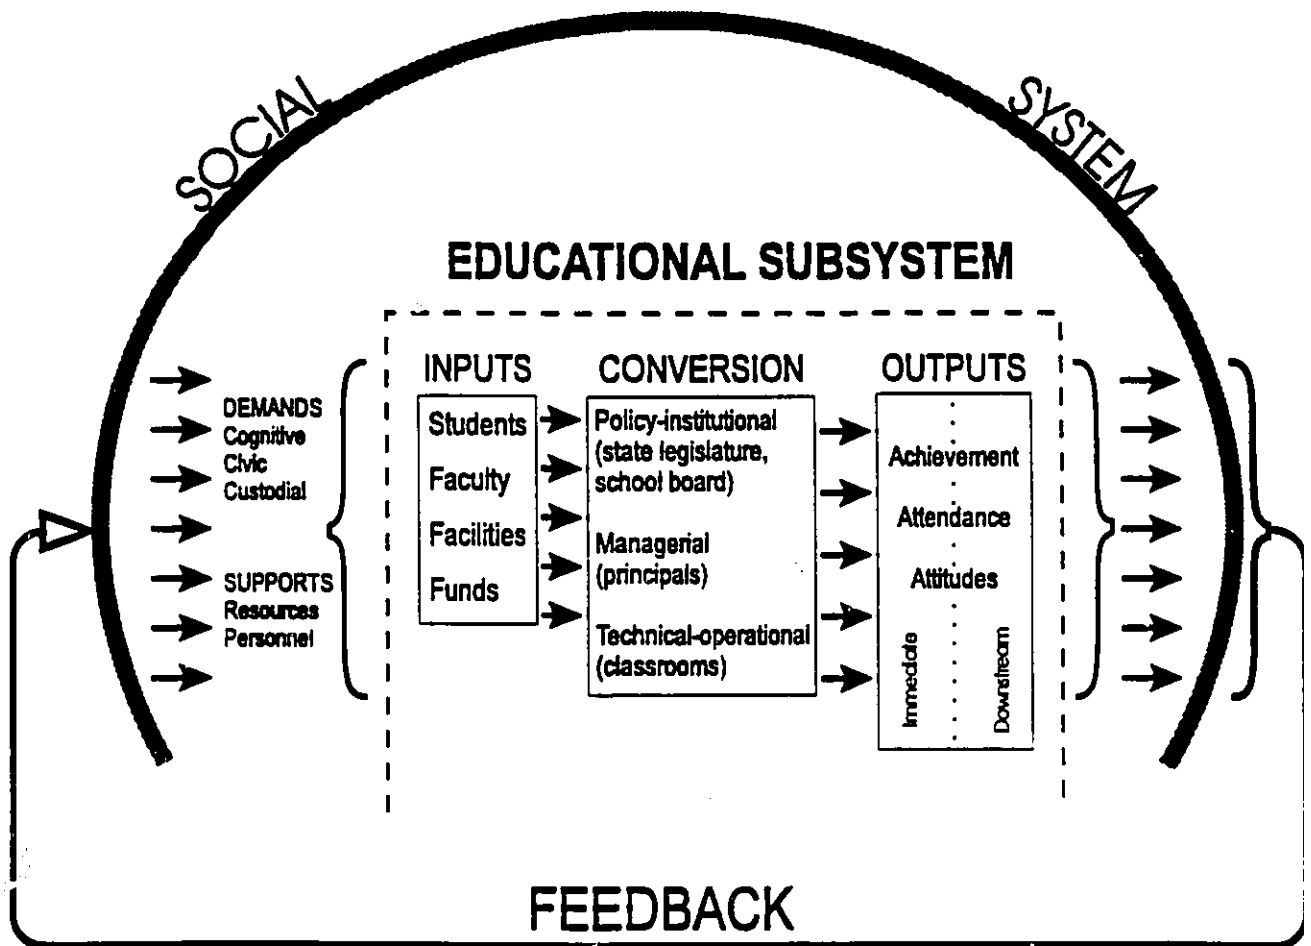 SOCIAL
SYSTEM
EDUCATIONAL SUBSYSTEM
DEMANDS
Cognitive
Civic
Custodial
SUPPORTS
Resources
Personnel
INPUTS
Students
Faculty
Facilities
Funds
CONVERSION
Policy-institutional
(state legislature,
school board)
Managerial
(principals)
Technical-operational
(classrooms)
OUTPUTS
Achievement
Attendance
Attitudes
Immediate
Downstream
FEEDBACK